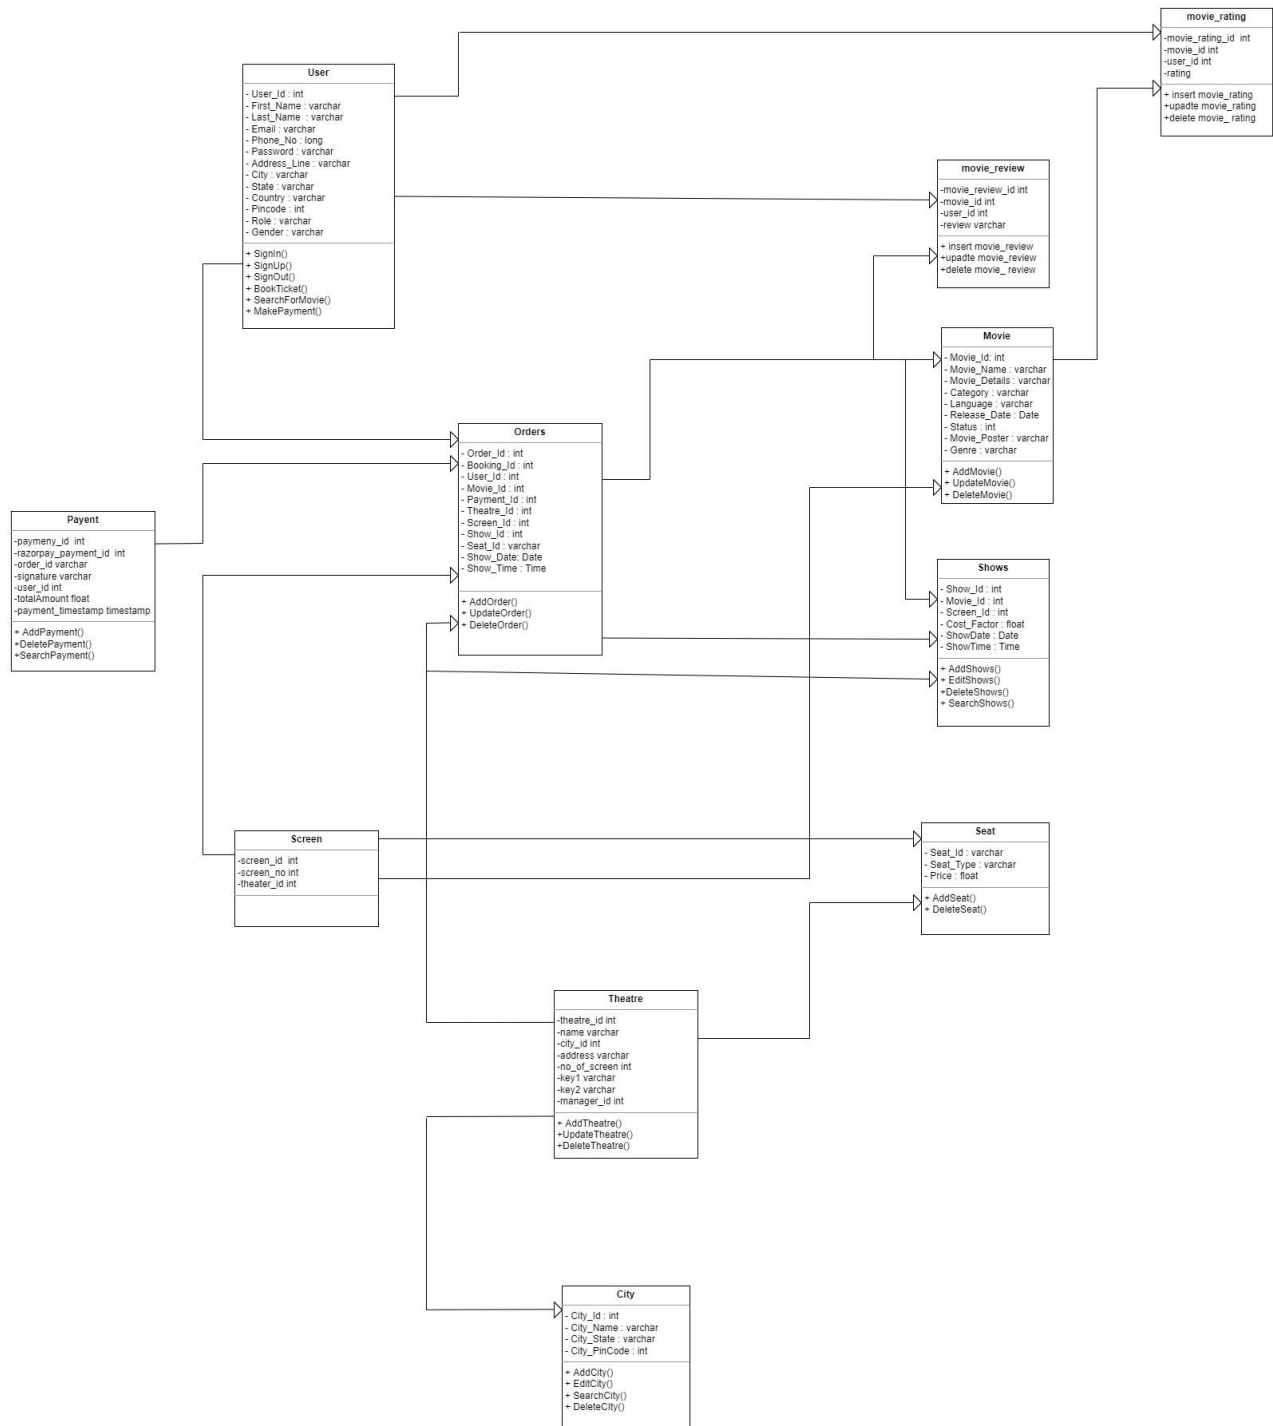 movie_rating
-movie_rating_id  int
-movie_id int
-user_id int
-rating
+ insert movie_rating
+upadte movie_rating
+delete movie_ rating
User
- User_Id : int
- First_Name : varchar
- Last_Name  : varchar
- Email : varchar
- Phone_No : long
- Password : varchar
- Address_Line : varchar
- City : varchar
- State : varchar
- Country : varchar
- Pincode : int
- Role : varchar
- Gender : varchar
+ SignIn()
+ SignUp()
+ SignOut()
+ BookTicket()
+ SearchForMovie()
+ MakePayment()
movie_review
-movie_review_id int
-movie_id int
-user_id int
-review varchar
+ insert movie_review
+upadte movie_review
+delete movie_ review
Movie
- Movie_Id: int
- Movie_Name : varchar
- Movie_Details : varchar
- Category : varchar
- Language : varchar
- Release_Date : Date
- Status : int
- Movie_Poster : varchar
- Genre : varchar
+ AddMovie()
+ UpdateMovie()
+ DeleteMovie()
Orders
- Order_Id : int
- Booking_Id : int
- User_Id : int
- Movie_Id : int
- Payment_Id : int
- Theatre_Id : int
- Screen_Id : int
- Show_Id : int
- Seat_Id : varchar
- Show_Date: Date
- Show_Time : Time
+ AddOrder()
+ UpdateOrder()
+ DeleteOrder()
Payent
-paymeny_id  int
-razorpay_payment_id  int
-order_id varchar
-signature varchar
-user_id int
-totalAmount float
-payment_timestamp timestamp
+ AddPayment()
+DeletePayment()
+SearchPayment()
Shows
- Show_Id : int
- Movie_Id : int
- Screen_Id : int
- Cost_Factor : float
- ShowDate : Date
- ShowTime : Time
+ AddShows()
+ EditShows()
+DeleteShows()
+ SearchShows()
Screen
-screen_id  int
-screen_no int
-theater_id int
Seat
- Seat_Id : varchar
- Seat_Type : varchar
- Price : float
+ AddSeat()
+ DeleteSeat()
Theatre
-theatre_id int
-name varchar
-city_id int
-address varchar
-no_of_screen int
-key1 varchar
-key2 varchar
-manager_id int
+ AddTheatre()
+UpdateTheatre()
+DeleteTheatre()
City
- City_Id : int
- City_Name : varchar
- City_State : varchar
- City_PinCode : int
+ AddCity()
+ EditCity()
+ SearchCity()
+ DeleteCIty()